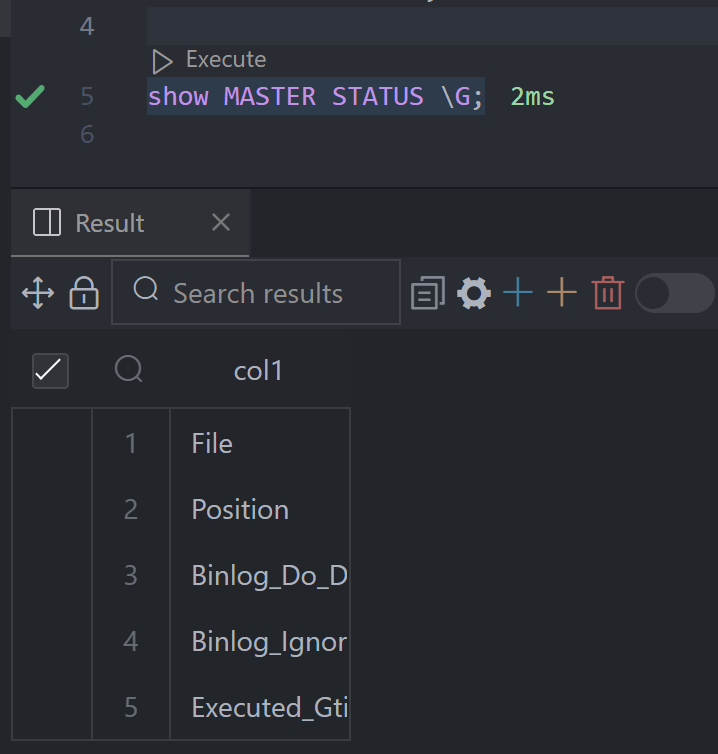 4
Execute
5 show MASTER STATUS \G; 2ms
6
Result
Search results
col1
1 File
2 Position
3 Binlog_Do_D
4 Binlog_Ignor
5 Executed_Gti